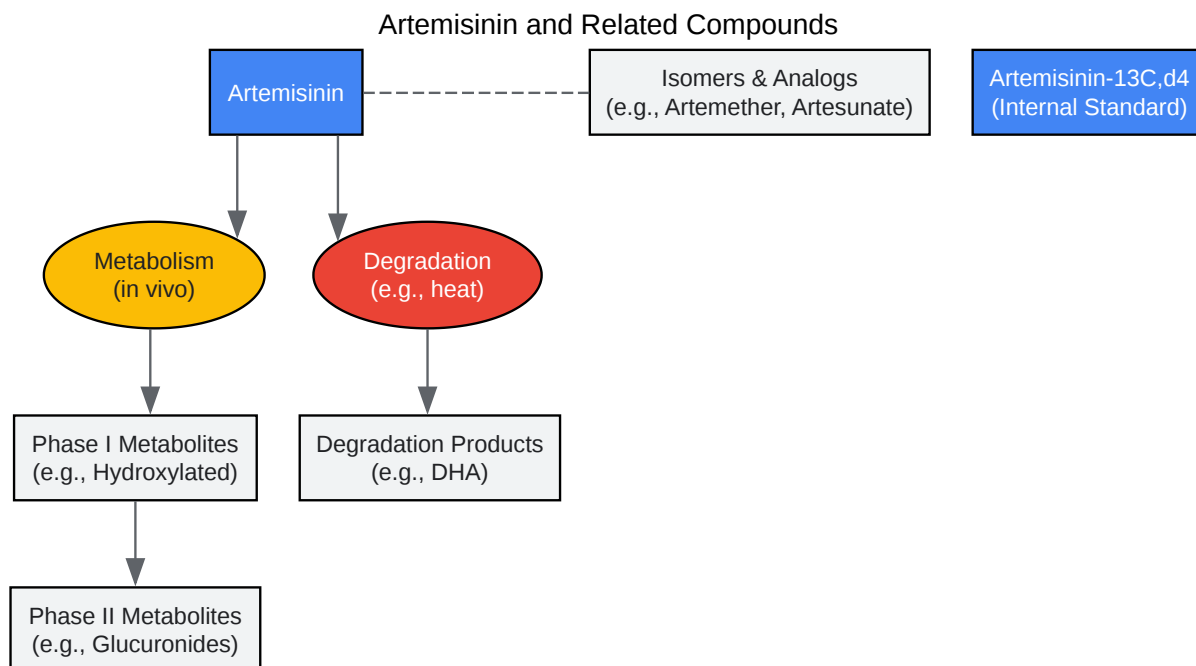 Artemisinin and Related Compounds
Artemisinin
Isomers & Analogs
(e.g., Artemether, Artesunate)
Artemisinin-13C,d4
(Internal Standard)
Metabolism
(in vivo)
Degradation
(e.g., heat)
Phase I Metabolites
(e.g., Hydroxylated)
Degradation Products
(e.g., DHA)
Phase II Metabolites
(e.g., Glucuronides)